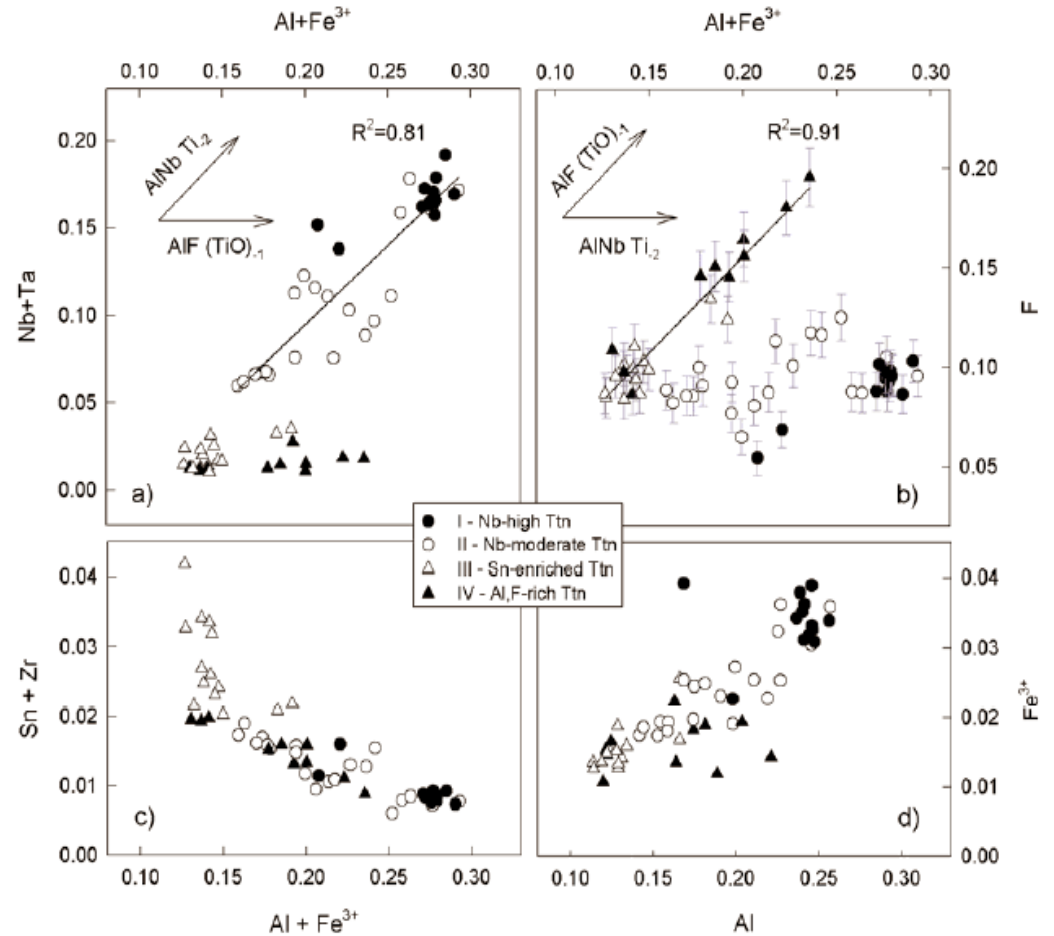 Al+Fe³⁺
Al+Fe³⁺
0.10 0.15 0.20 0.25 0.30
0.10 0.15 0.20 0.25 0.30
R²=0.81
AlNb Ti₋₂
AlF (TiO)₋₁
Nb+Ta
0.20
0.15
0.10
0.05
0.00
a)
R²=0.91
AlF (TiO)₋₁
AlNb Ti₋₂
F
0.20
0.15
0.10
0.05
b)
I - Nb-high Ttn
II - Nb-moderate Ttn
III - Sn-enriched Ttn
IV - Al,F-rich Ttn
Sn + Zr
0.04
0.03
0.02
0.01
0.00
c)
Fe³⁺
0.04
0.03
0.02
0.01
0.00
d)
0.10 0.15 0.20 0.25 0.30
0.10 0.15 0.20 0.25 0.30
Al + Fe³⁺
Al